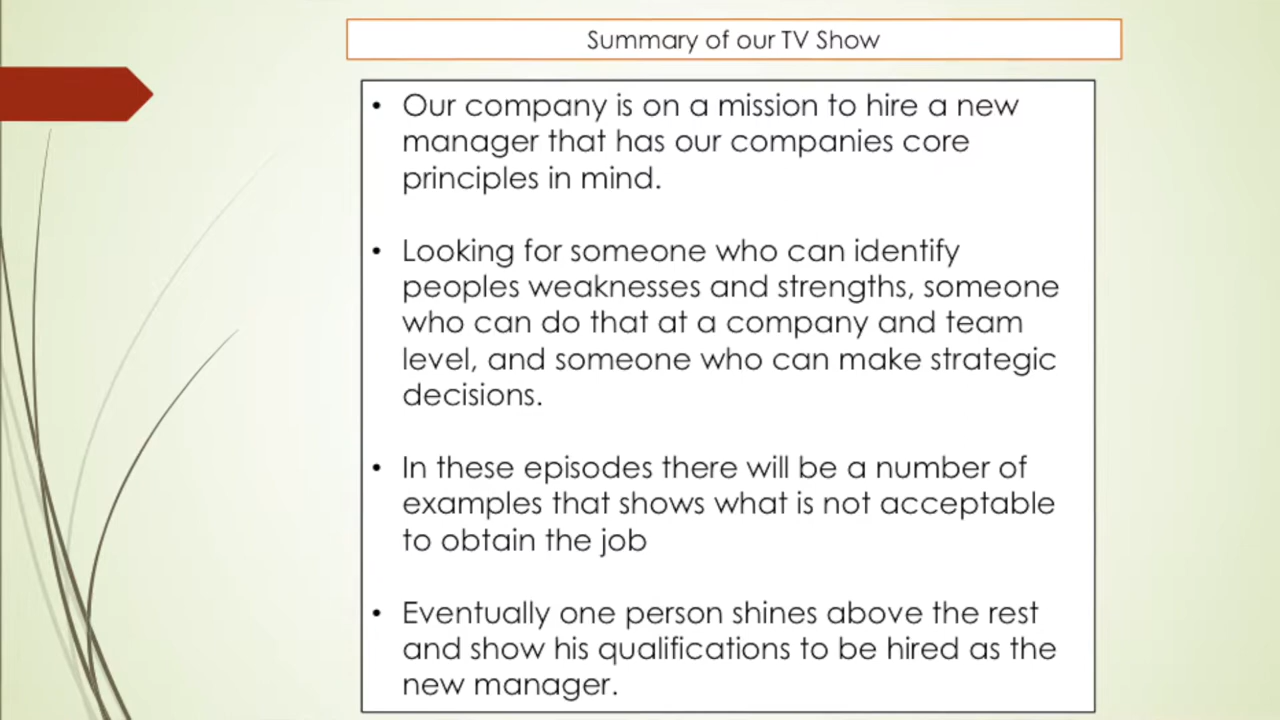 Summary of our TV Show
• Our company is on a mission to hire a new
manager that has our companies core
principles in mind.
• Looking for someone who can identify
peoples weaknesses and strengths, someone
who can do that at a company and team
level, and someone who can make strategic
decisions.
• In these episodes there will be a number of
examples that shows what is not acceptable
to obtain the job
• Eventually one person shines above the rest
and show his qualifications to be hired as the
new manager.